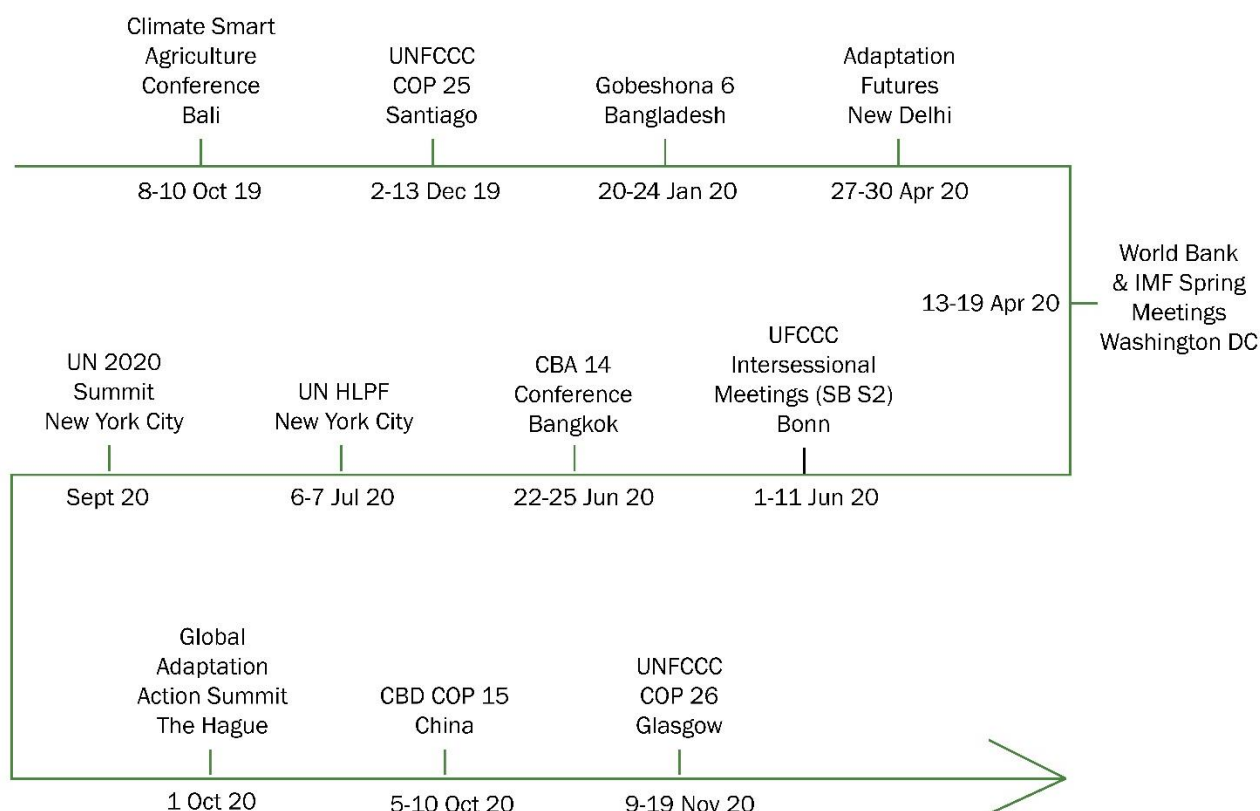 Climate Smart
Agriculture
Conference
Bali
8-10 Oct 19
UNFCCC
COP 25
Santiago
2-13 Dec 19
Gobeshona 6
Bangladesh
20-24 Jan 20
Adaptation
Futures
New Delhi
27-30 Apr 20
13-19 Apr 20
World Bank
& IMF Spring
Meetings
Washington DC
UFCCC
Intersessional
Meetings (SB S2)
Bonn
1-11 Jun 20
CBA 14
Conference
Bangkok
22-25 Jun 20
UN HLPF
New York City
6-7 Jul 20
UN 2020
Summit
New York City
Sept 20
Global
Adaptation
Action Summit
The Hague
1 Oct 20
CBD COP 15
China
5-10 Oct 20
UNFCCC
COP 26
Glasgow
9-19 Nov 20